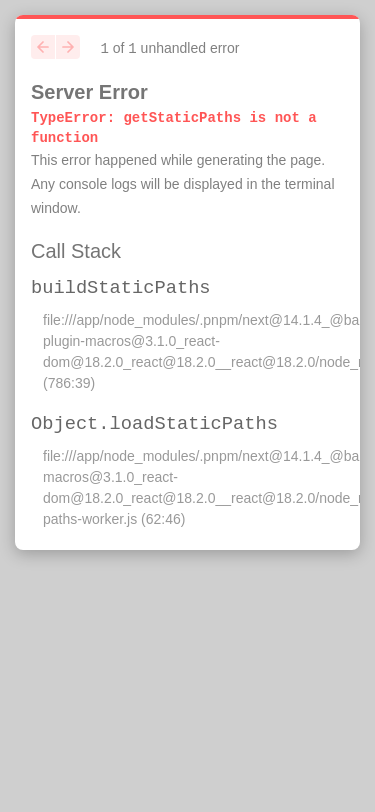 1 of 1 unhandled error
Server Error
TypeError: getStaticPaths is not a
function
This error happened while generating the page.
Any console logs will be displayed in the terminal
window.
Call Stack
buildStaticPaths
file:///app/node_modules/.pnpm/next@14.1.4_@ba
plugin-macros@3.1.0_react-
dom@18.2.0_react@18.2.0__react@18.2.0/node_
(786:39)
Object.loadStaticPaths
file:///app/node_modules/.pnpm/next@14.1.4_@ba
macros@3.1.0_react-
dom@18.2.0_react@18.2.0__react@18.2.0/node_
paths-worker.js (62:46)